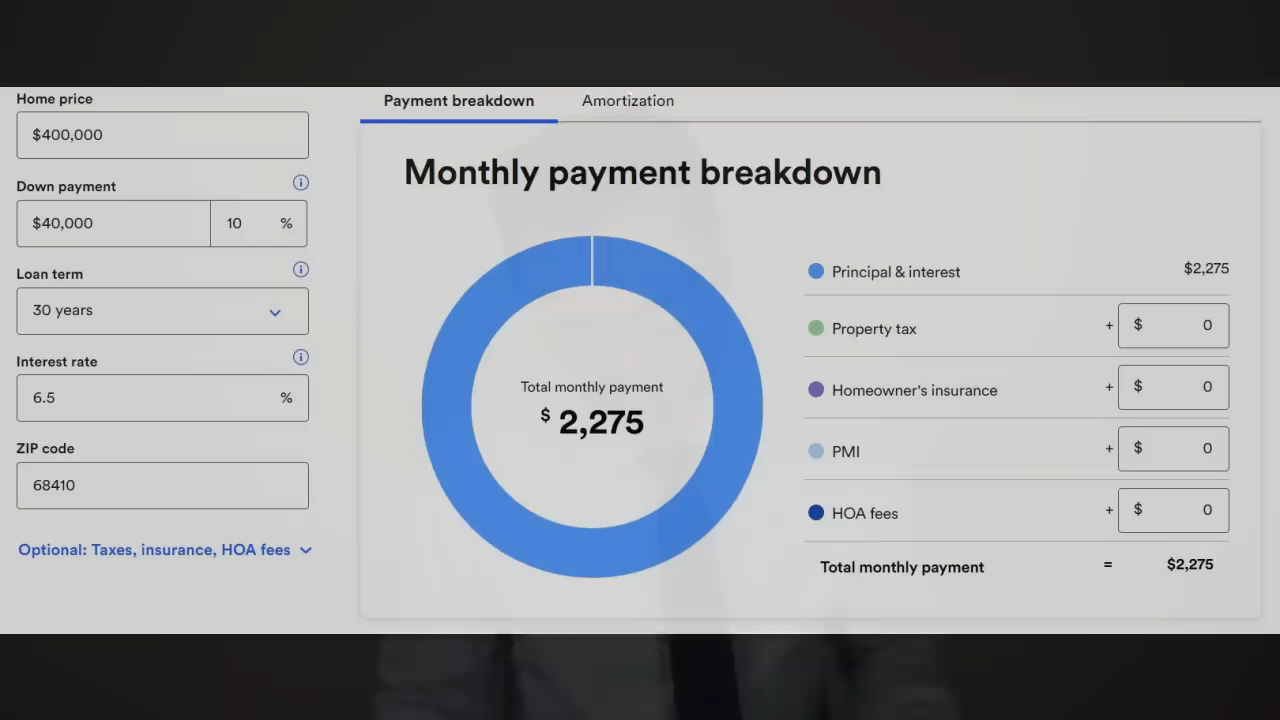 Home price
$400,000
Down payment
$40,000 10 %
Loan term
30 years
Interest rate
6.5 %
ZIP code
68410
Optional: Taxes, insurance, HOA fees
Payment breakdown Amortization
Monthly payment breakdown
Total monthly payment
$ 2,275
Principal & interest $2,275
Property tax + $ 0
Homeowner's insurance + $ 0
PMI + $ 0
HOA fees + $ 0
Total monthly payment = $2,275